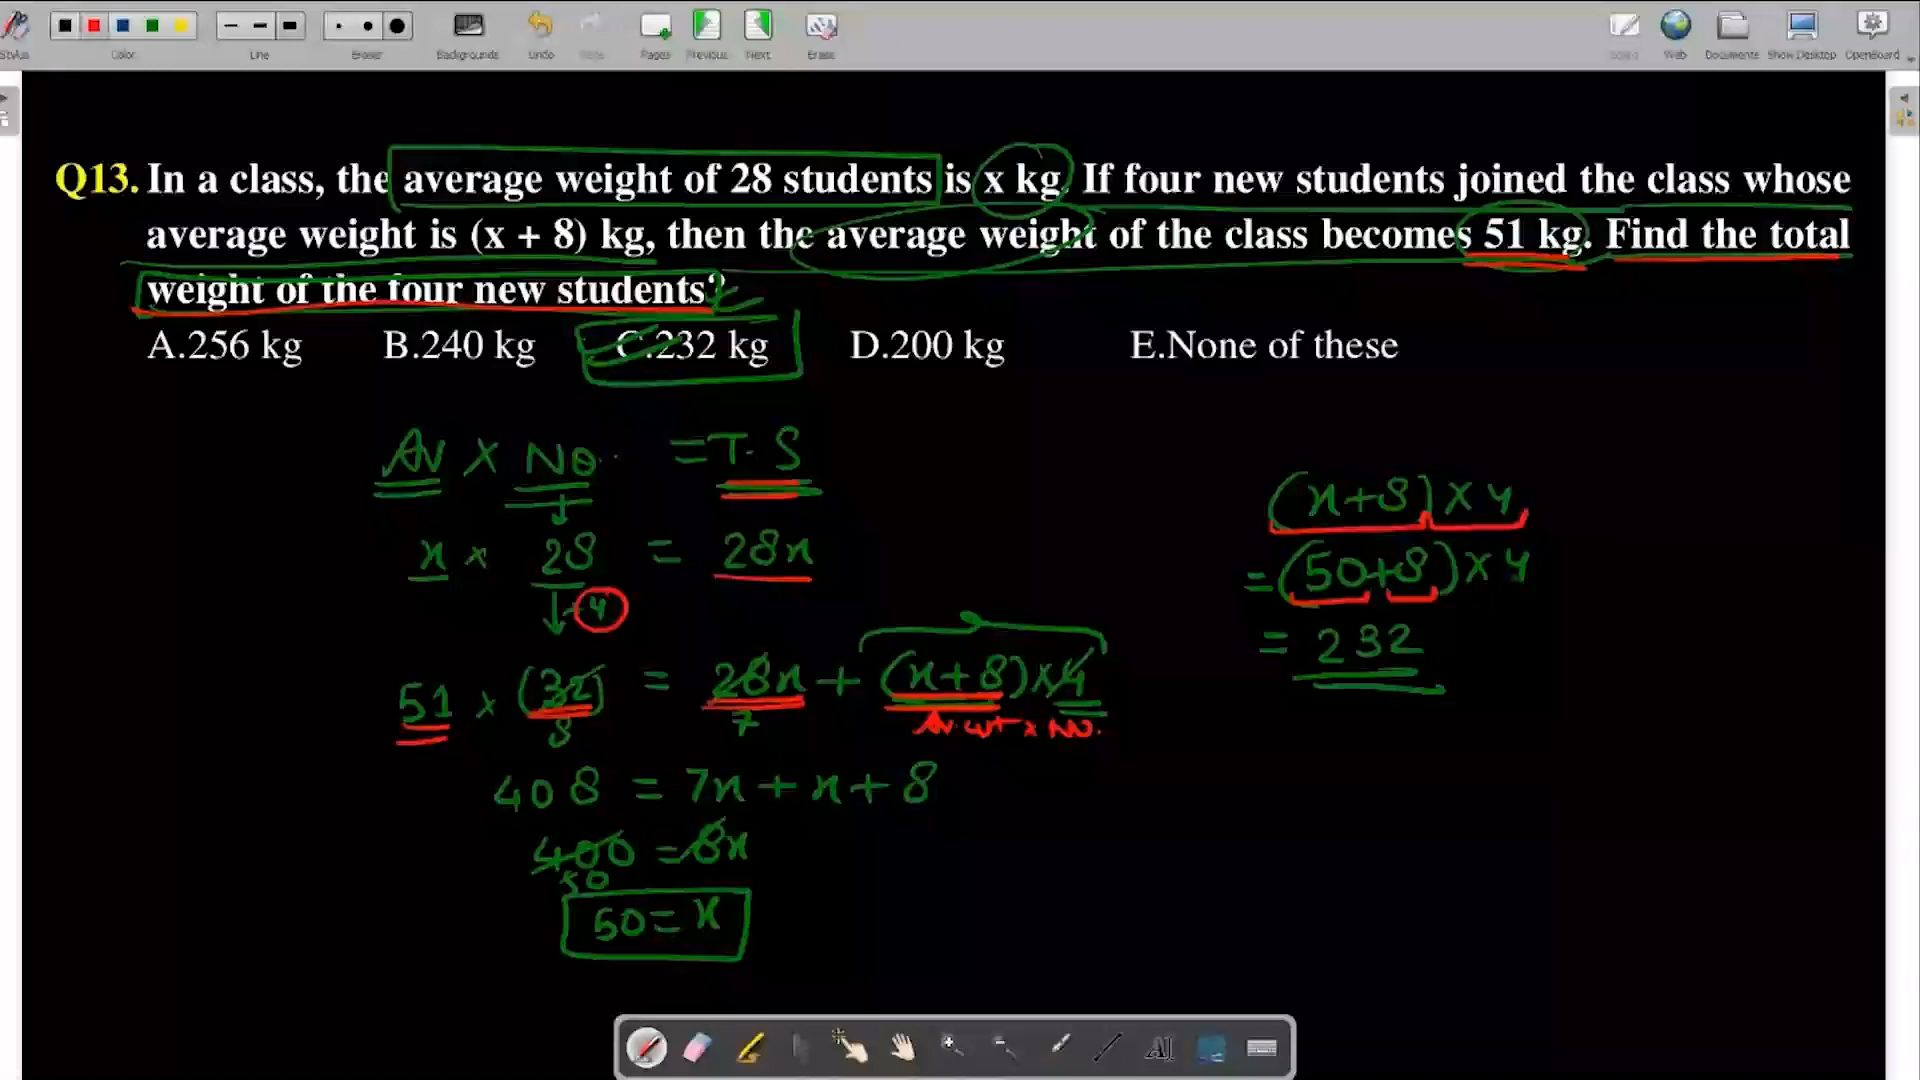 Stylus Color Line Eraser Backgrounds Undo Pages Previous Next Erase Board Web Documents Show Desktop OpenBoard
Q13. In a class, the average weight of 28 students is x kg. If four new students joined the class whose
average weight is (x + 8) kg, then the average weight of the class becomes 51 kg. Find the total
weight of the four new students?
A.256 kg B.240 kg C.232 kg D.200 kg E.None of these
AV × No. = T.S
x × 28 = 28x
+4
51 × (32) = 28x + (x+8)×4
8 7 Av. wt × No.
408 = 7x + x + 8
400 = 8x
50
50 = x
(x+8)×4
= (50+8)×4
= 232